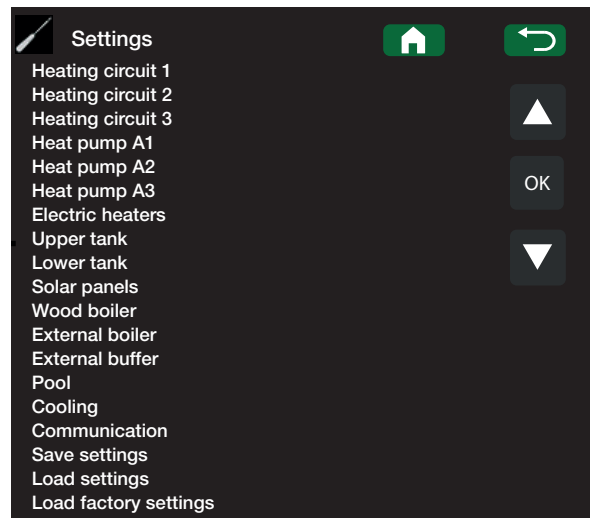 Settings
Heating circuit 1
Heating circuit 2
Heating circuit 3
Heat pump A1
Heat pump A2
Heat pump A3
OK
Electric heaters
Upper tank
Lower tank
Solar panels
Wood boiler
External boiler
External buffer
Pool
Cooling
Communication
Save settings
Load settings
Load factory settings